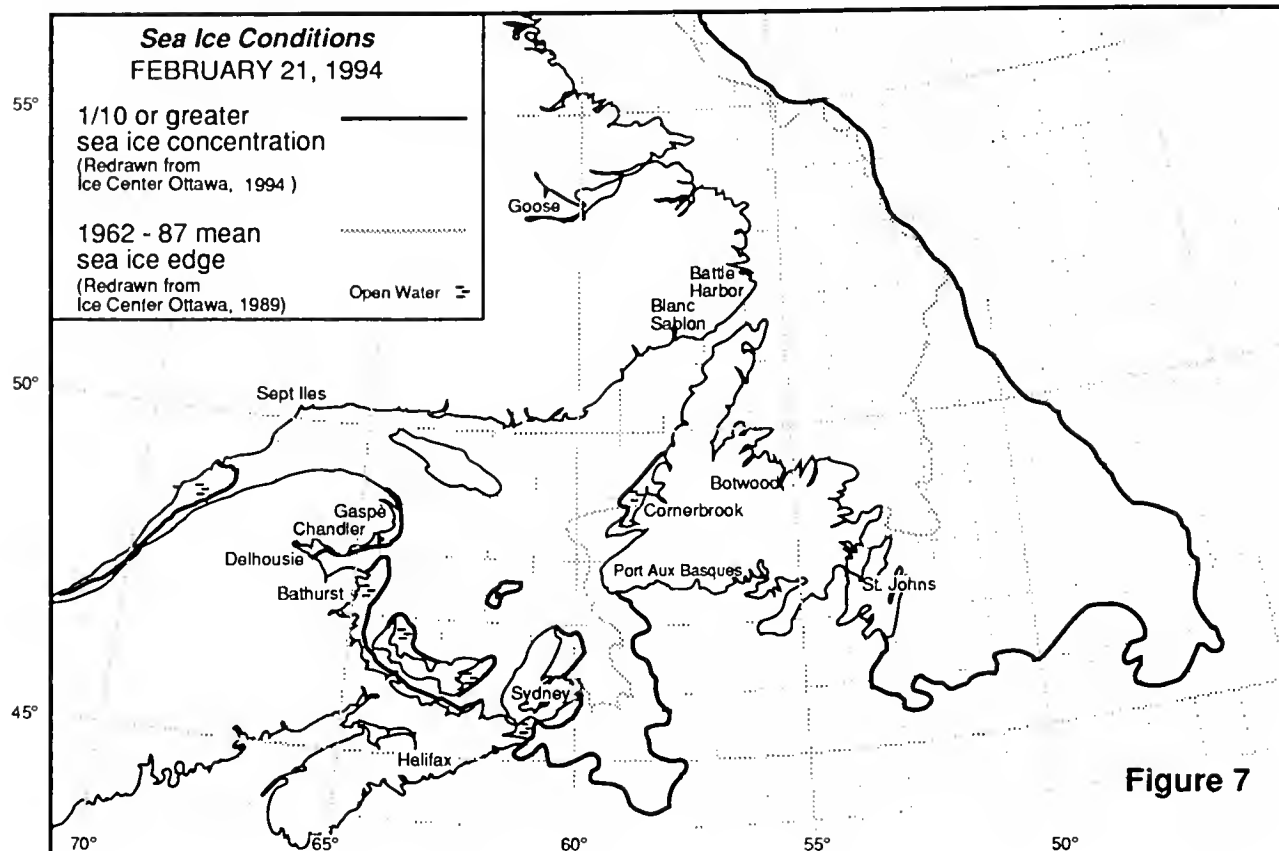 Sea Ice Conditions
FEBRUARY 21, 1994
1/10 or greater
sea ice concentration
(Redrawn from
Ice Center Ottawa, 1994 )
1962 - 87 mean
sea ice edge
(Redrawn from
Ice Center Ottawa, 1989)
Open Water
55°
50°
45°
Goose
Battle
Harbor
Blanc
Sablon
Sept Iles
Gaspè
Chandler
Delhousie
Bathurst
Botwood
Cornerbrook
Port Aux Basques
St. Johns
Sydney
Helifax
Figure 7
70°
65°
60°
55°
50°